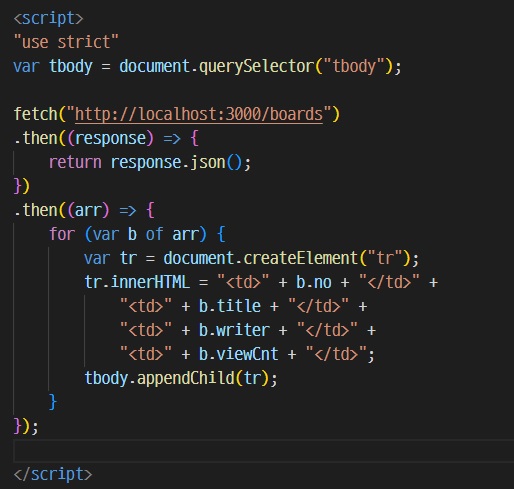 <script>
"use strict"
var tbody = document.querySelector("tbody");
fetch("http://localhost:3000/boards")
.then((response) => {
return response.json();
})
.then((arr) => {
for (var b of arr) {
var tr = document.createElement("tr");
tr.innerHTML = "<td>" + b.no + "</td>" +
"<td>" + b.title + "</td>" +
"<td>" + b.writer + "</td>" +
"<td>" + b.viewCnt + "</td>";
tbody.appendChild(tr);
}
});
</script>